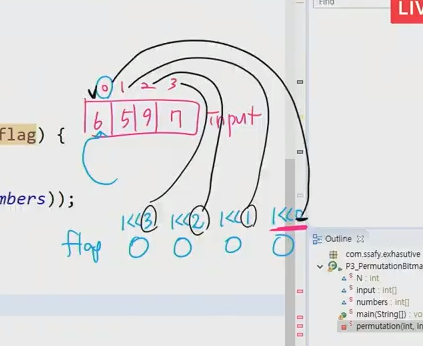 Find
LIVE
0 1 2 3
6 5 9 7 input
flag) {
mbers));
1<<3 1<<2 1<<1 1<<0
flag 0 0 0 0
Outline
com.ssafy.exhasutive
P3_PermutationBitma
N : int
input : int[]
numbers : int[]
main(String[]) : vo
permutation(int, in